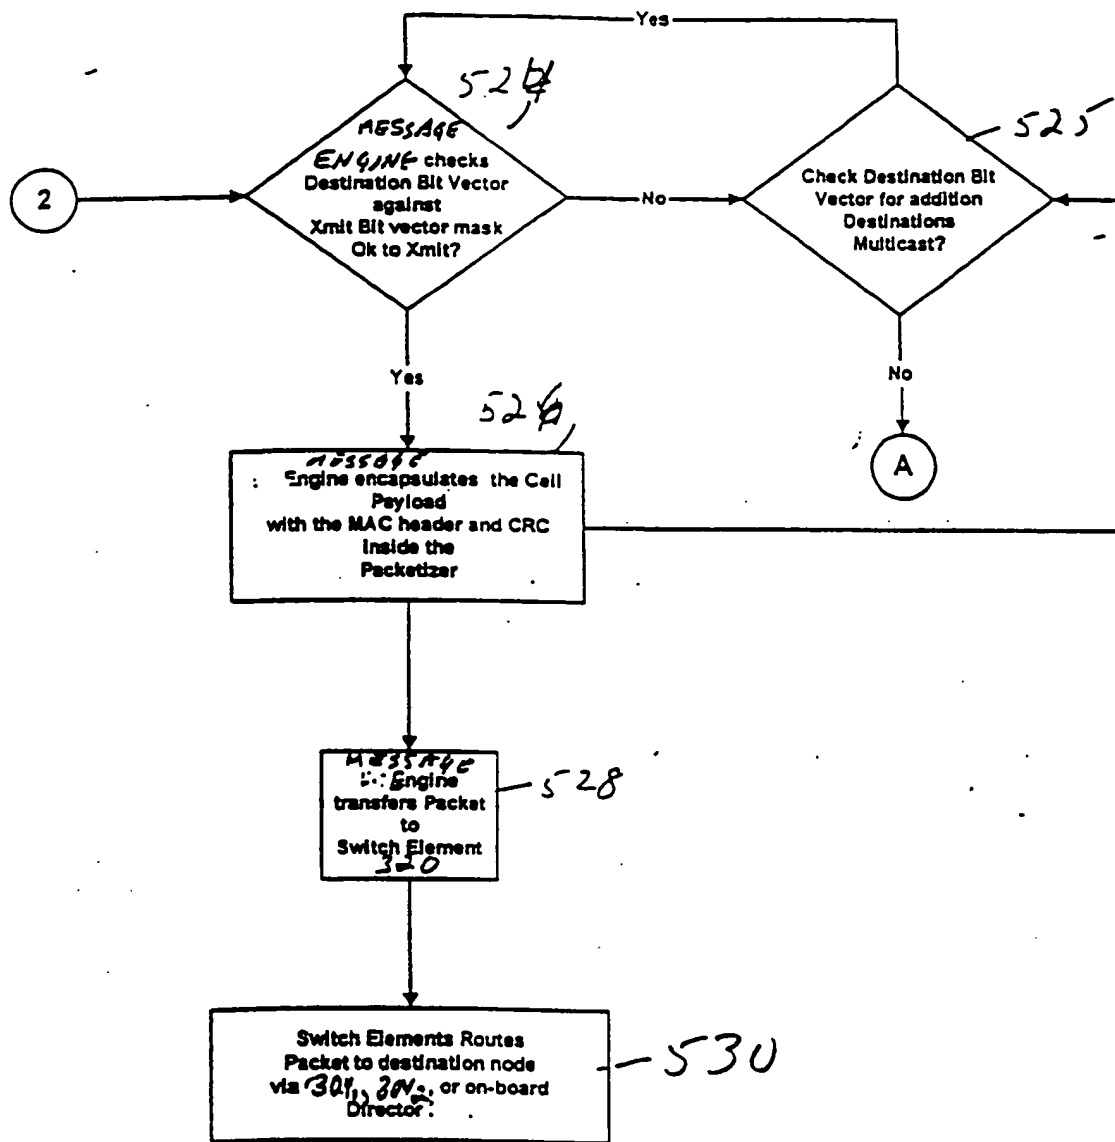 Yes
524
MESSAGE
ENGINE checks
Destination Bit Vector
against
Xmit Bit vector mask
Ok to Xmit?
2
No
525
Check Destination Bit
Vector for addition
Destinations
Multicast?
Yes
No
A
526
MESSAGE
Engine encapsulates the Cell
Payload
with the MAC header and CRC
Inside the
Packetizer
MESSAGE
Engine
transfers Packet
to
Switch Element
320
528
Switch Elements Routes
Packet to destination node
via or on-board
Director.
530